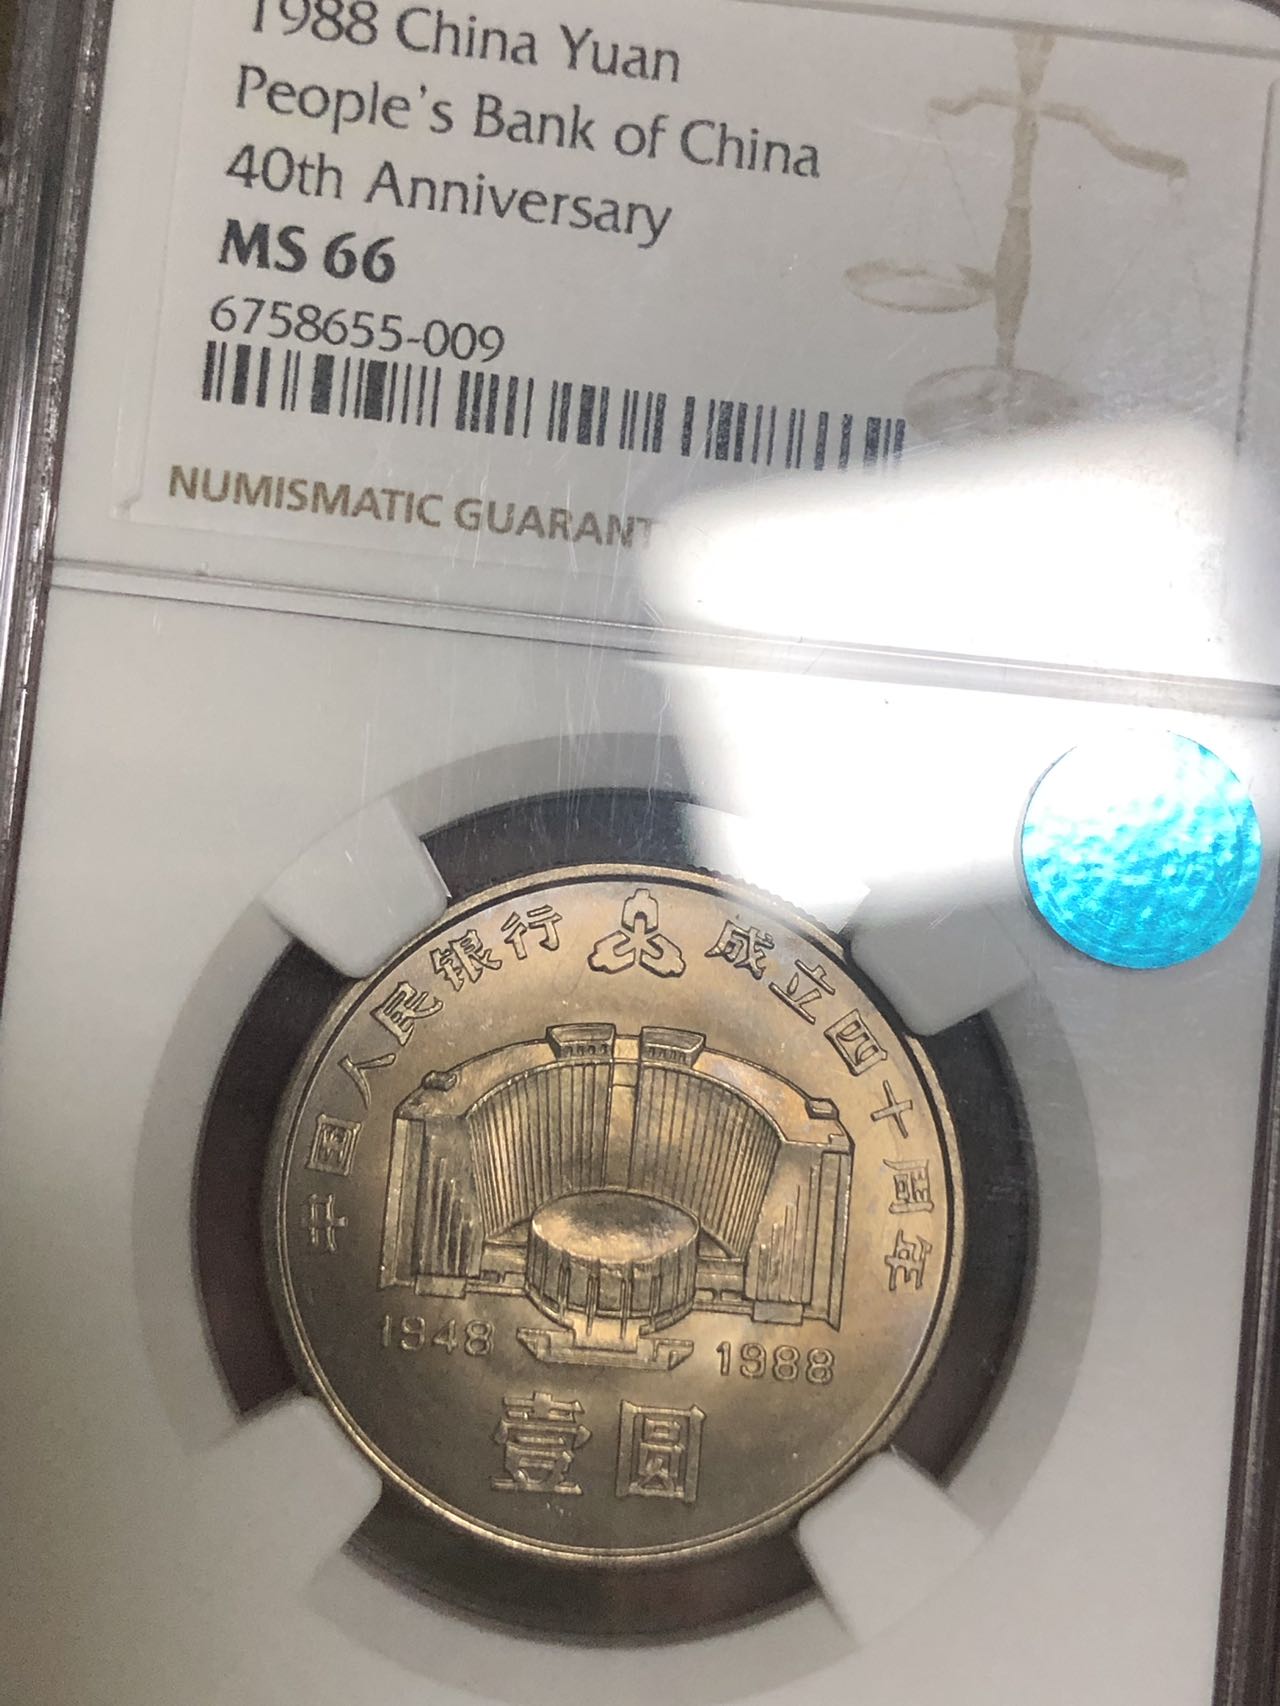 1988 China Yuan
People's Bank of China
40th Anniversary
MS 66
6758655-009
NUMISMATIC GUARANT
中国人民银行 成立四十周年
1948 1988
壹圆